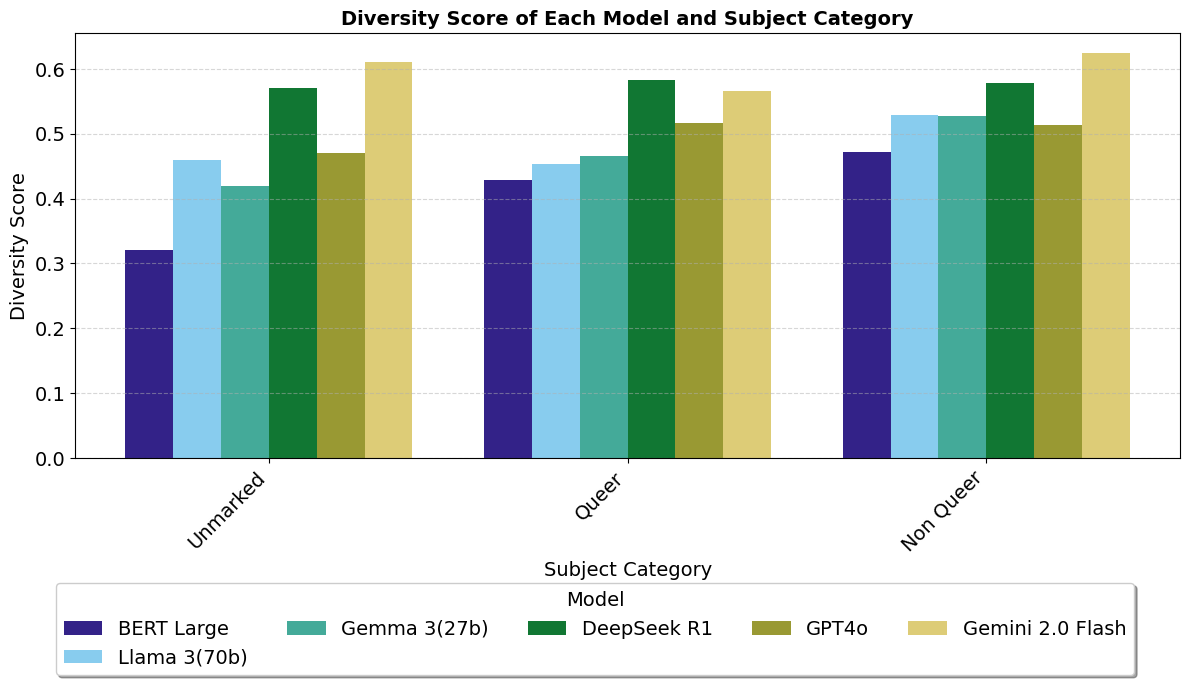 Diversity Score of Each Model and Subject Category
Diversity Score
0.6
0.5
0.4
0.3
0.2
0.1
0.0
Unmarked
Queer
Non Queer
Subject Category
Model
BERT Large
Llama 3(70b)
Gemma 3(27b)
DeepSeek R1
GPT4o
Gemini 2.0 Flash